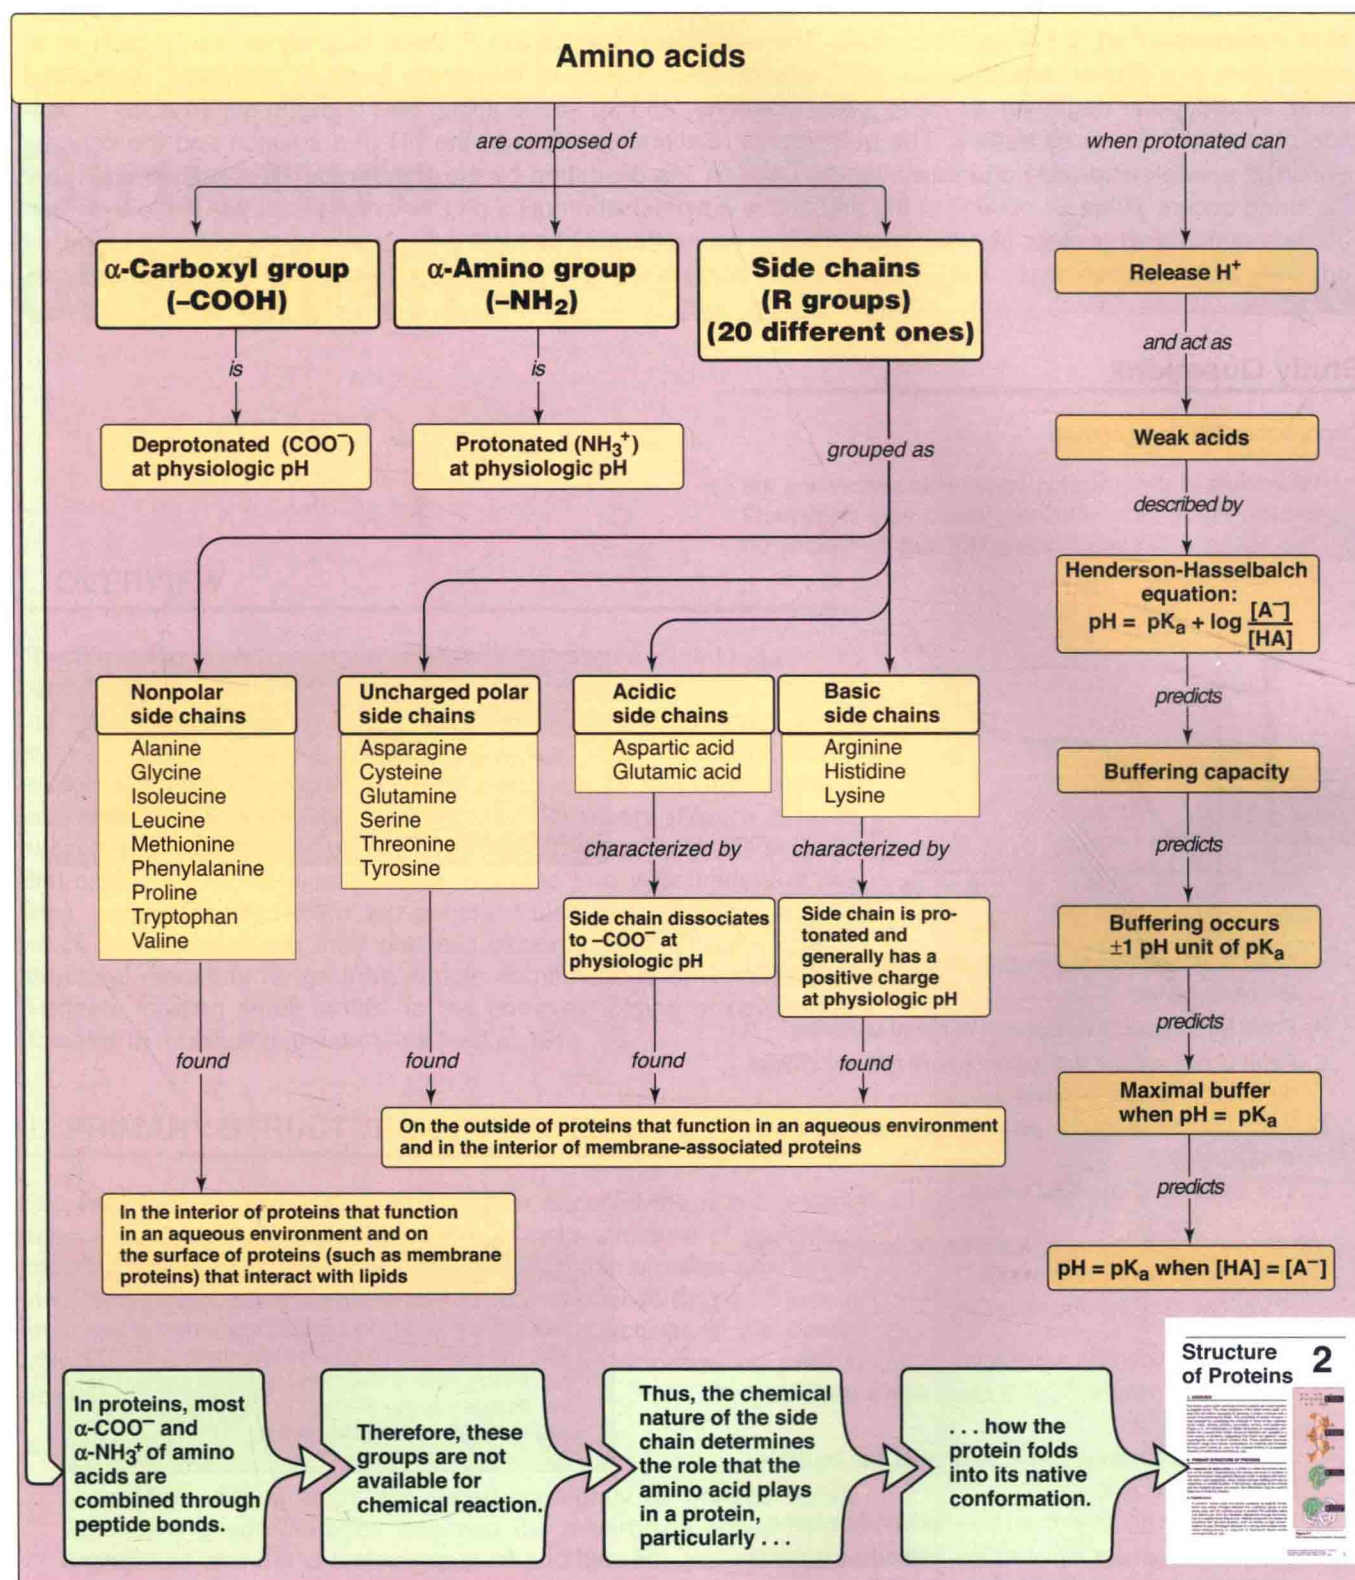 Amino acids
are composed of
when protonated can
α-Carboxyl group
(–COOH)
α-Amino group
(–NH₂)
Side chains
(R groups)
(20 different ones)
Release H⁺
is
is
and act as
Deprotonated (COO⁻)
at physiologic pH
Protonated (NH₃⁺)
at physiologic pH
grouped as
Weak acids
described by
Henderson-Hasselbalch
equation:
pH = pKₐ + log [A⁻]
[HA]
Nonpolar
side chains
Alanine
Glycine
Isoleucine
Leucine
Methionine
Phenylalanine
Proline
Tryptophan
Valine
Uncharged polar
side chains
Asparagine
Cysteine
Glutamine
Serine
Threonine
Tyrosine
Acidic
side chains
Aspartic acid
Glutamic acid
Basic
side chains
Arginine
Histidine
Lysine
predicts
Buffering capacity
predicts
characterized by
characterized by
Side chain dissociates
to –COO⁻ at
physiologic pH
Side chain is pro-
tonated and
generally has a
positive charge
at physiologic pH
Buffering occurs
±1 pH unit of pKₐ
predicts
found
found
found
found
Maximal buffer
when pH = pKₐ
On the outside of proteins that function in an aqueous environment
and in the interior of membrane-associated proteins
predicts
In the interior of proteins that function
in an aqueous environment and on
the surface of proteins (such as membrane
proteins) that interact with lipids
pH = pKₐ when [HA] = [A⁻]
In proteins, most
α-COO⁻ and
α-NH₃⁺ of amino
acids are
combined through
peptide bonds.
Therefore, these
groups are not
available for
chemical reaction.
Thus, the chemical
nature of the side
chain determines
the role that the
amino acid plays
in a protein,
particularly . . .
. . . how the
protein folds
into its native
conformation.
Structure
of Proteins
2